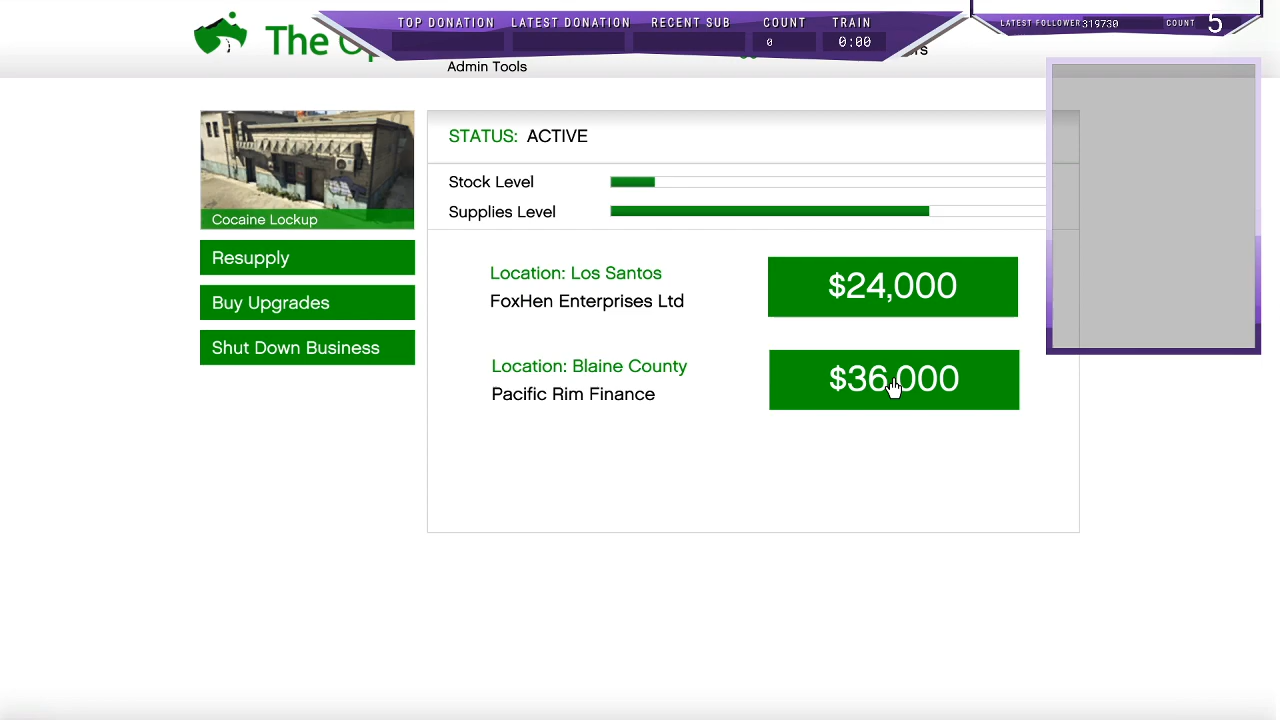 TOP DONATION LATEST DONATION RECENT SUB COUNT TRAIN
0 0:00
LATEST FOLLOWER 319730 COUNT 5
The
Admin Tools
STATUS: ACTIVE
Stock Level
Supplies Level
Cocaine Lockup
Resupply
Buy Upgrades
Shut Down Business
Location: Los Santos
FoxHen Enterprises Ltd
$24,000
Location: Blaine County
Pacific Rim Finance
$36,000